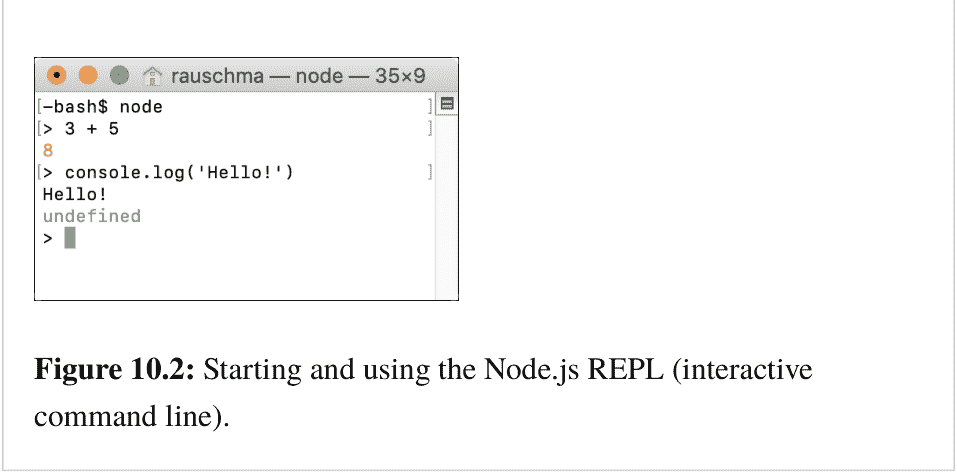 rauschma — node — 35×9
[-bash$ node ]
[> 3 + 5 ]
8
[> console.log('Hello!') ]
Hello!
undefined
>
Figure 10.2: Starting and using the Node.js REPL (interactive
command line).